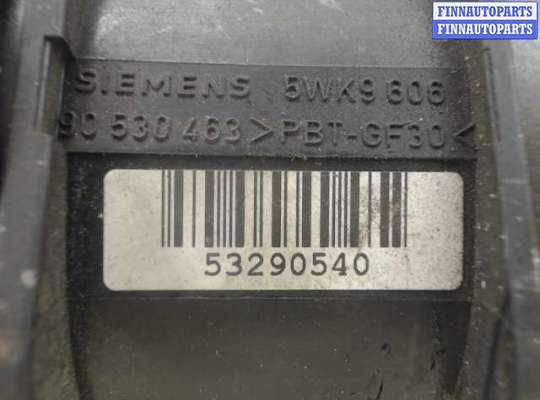 FINNAUTOPARTS
FINNAUTOPARTS
SIEMENS 5WK9 606
90 530 463 >PBT-GF30<
53290540